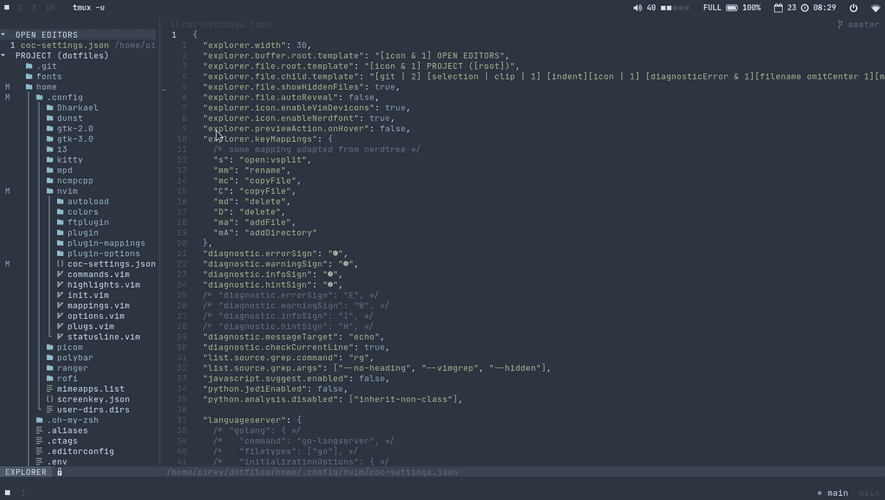 2 3 10 tmux -u 40 FULL 100% 23 08:29
OPEN EDITORS
1 coc-settings.json /home/pi
PROJECT (dotfiles)
.git
fonts
M home
M .config
Dharkael
dunst
gtk-2.0
gtk-3.0
i3
kitty
mpd
ncmpcpp
M nvim
autoload
colors
ftplugin
plugin
plugin-mappings
plugin-options
M {} coc-settings.json
commands.vim
highlights.vim
init.vim
mappings.vim
options.vim
plugs.vim
statusline.vim
picom
polybar
ranger
rofi
mimeapps.list
{} screenkey.json
user-dirs.dirs
.oh-my-zsh
.aliases
.ctags
.editorconfig
.env
EXPLORER
{} coc-settings.json master
1 {
1 "explorer.width": 30,
2 "explorer.buffer.root.template": "[icon & 1] OPEN EDITORS",
3 "explorer.file.root.template": "[icon & 1] PROJECT ([root])",
4 "explorer.file.child.template": "[git | 2] [selection | clip | 1] [indent][icon | 1] [diagnosticError & 1][filename omitCenter 1][m
5 "explorer.file.showHiddenFiles": true,
6 "explorer.file.autoReveal": false,
7 "explorer.icon.enableVimDevicons": true,
8 "explorer.icon.enableNerdfont": true,
9 "explorer.previewAction.onHover": false,
10 "explorer.keyMappings": {
11 /* some mapping adapted from nerdtree */
12 "s": "open:vsplit",
13 "mm": "rename",
14 "mc": "copyFile",
15 "C": "copyFile",
16 "md": "delete",
17 "D": "delete",
18 "ma": "addFile",
19 "mA": "addDirectory"
20 },
21 "diagnostic.errorSign": "",
22 "diagnostic.warningSign": "",
23 "diagnostic.infoSign": "",
24 "diagnostic.hintSign": "",
25 /* "diagnostic.errorSign": "E", */
26 /* "diagnostic.warningSign": "W", */
27 /* "diagnostic.infoSign": "I", */
28 /* "diagnostic.hintSign": "H", */
29 "diagnostic.messageTarget": "echo",
30 "diagnostic.checkCurrentLine": true,
31 "list.source.grep.command": "rg",
32 "list.source.grep.args": ["--no-heading", "--vimgrep", "--hidden"],
33 "javascript.suggest.enabled": false,
34 "python.jediEnabled": false,
35 "python.analysis.disabled": ["inherit-non-class"],
36
37 "languageserver": {
38 /* "golang": { */
39 /* "command": "go-langserver", */
40 /* "filetypes": ["go"], */
41 /* "initializationOptions": { */
/home/pirey/dotfiles/home/.config/nvim/coc-settings.json
1 * main main